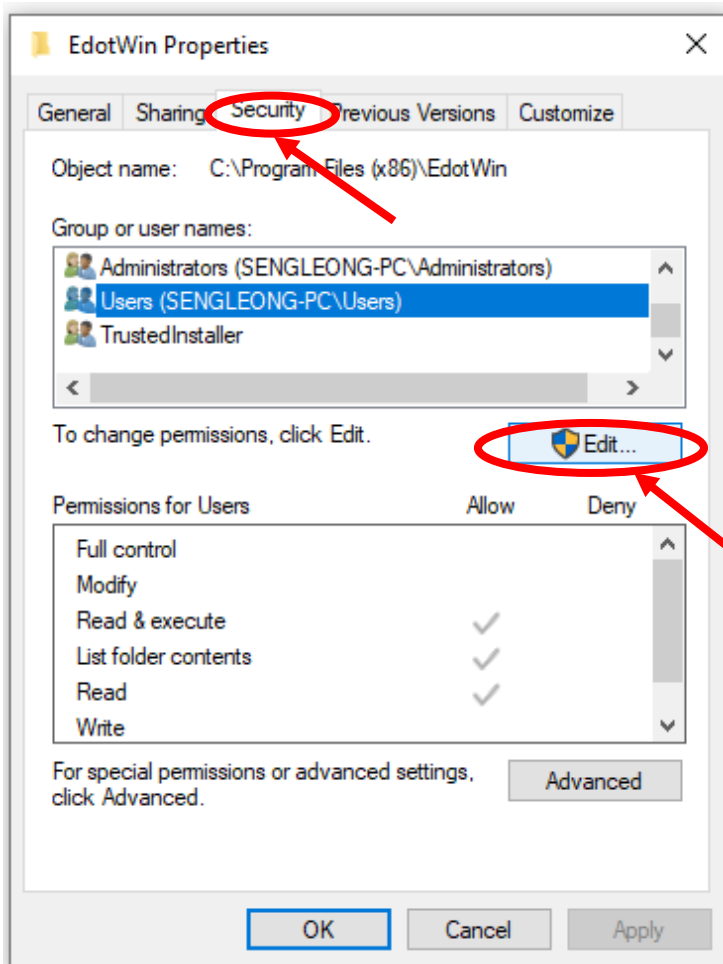 EdotWin Properties
General Sharing Security Previous Versions Customize
Object name: C:\Program Files (x86)\EdotWin
Group or user names:
Administrators (SENGLEONG-PC\Administrators)
Users (SENGLEONG-PC\Users)
TrustedInstaller
To change permissions, click Edit.
Edit...
Permissions for Users Allow Deny
Full control
Modify
Read & execute
List folder contents
Read
Write
For special permissions or advanced settings,
click Advanced.
Advanced
OK Cancel Apply